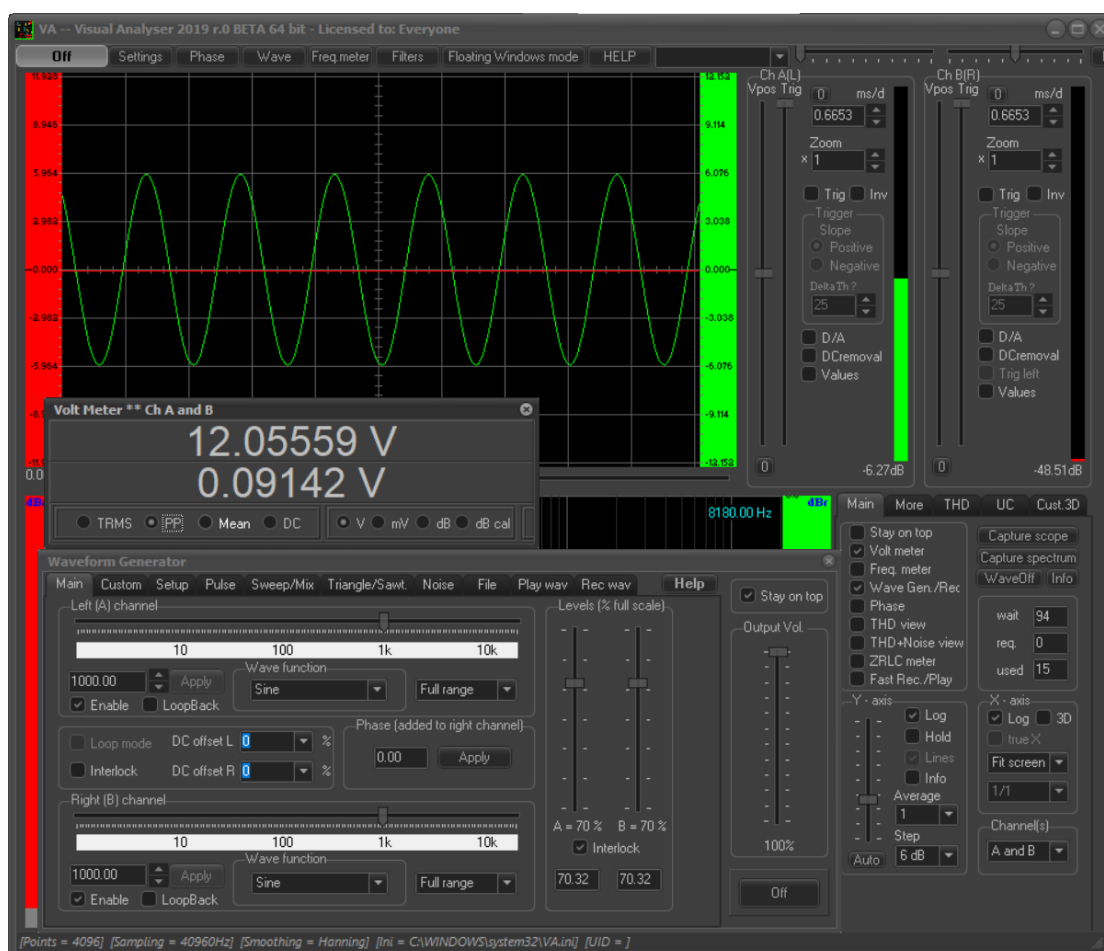 VA -- Visual Analyser 2019 r.0 BETA 64 bit - Licensed to: Everyone
Off Settings Phase Wave Freq.meter Filters Floating Windows mode HELP
Ch A(L) Ch B(R)
Vpos Trig 0 ms/d Vpos Trig 0 ms/d
0.6653 0.6653
Zoom Zoom
× 1 × 1
Trig Inv Trig Inv
Trigger Trigger
Slope Slope
Positive Positive
Negative Negative
Delta Th ? Delta Th ?
25 25
D/A D/A
DCremoval DCremoval
Values Trig left
Values
0 -6.27dB 0 -48.51dB
11.928 12.152
8.946 9.114
5.964 6.076
2.982 3.038
-0.000 0.000
-2.982 -3.038
-5.964 -6.076
-9.114
-12.152
0.0
Volt Meter ** Ch A and B
12.05559 V
0.09142 V
TRMS PP Mean DC V mV dB dB cal
8180.00 Hz dBr
Main More THD UC Cust.3D
Stay on top
Volt meter
Freq. meter
Wave Gen./Rec
Phase
THD view
THD+Noise view
ZRLC meter
Fast Rec./Play
Capture scope
Capture spectrum
WaveOff Info
wait 94
req. 0
used 15
Y - axis
Log
Hold
Lines
Info
Average
1
Step
Auto 6 dB
X - axis
Log 3D
true X
Fit screen
1/1
Channel(s)
A and B
Waveform Generator
Main Custom Setup Pulse Sweep/Mix Triangle/Sawt. Noise File Play wav Rec wav Help
Left (A) channel
10 100 1k 10k
1000.00 Apply
Wave function
Sine Full range
Enable LoopBack
Loop mode DC offset L 0 %
Interlock DC offset R 0 %
Phase (added to right channel)
0.00 Apply
Right (B) channel
10 100 1k 10k
1000.00 Apply
Wave function
Sine Full range
Enable LoopBack
Levels (% full scale)
A = 70 % B = 70 %
Interlock
70.32 70.32
Stay on top
Output Vol.
100%
Off
[Points = 4096] [Sampling = 40960Hz] [Smoothing = Hanning] [Ini = C:\WINDOWS\system32\VA.ini] [UID = ]